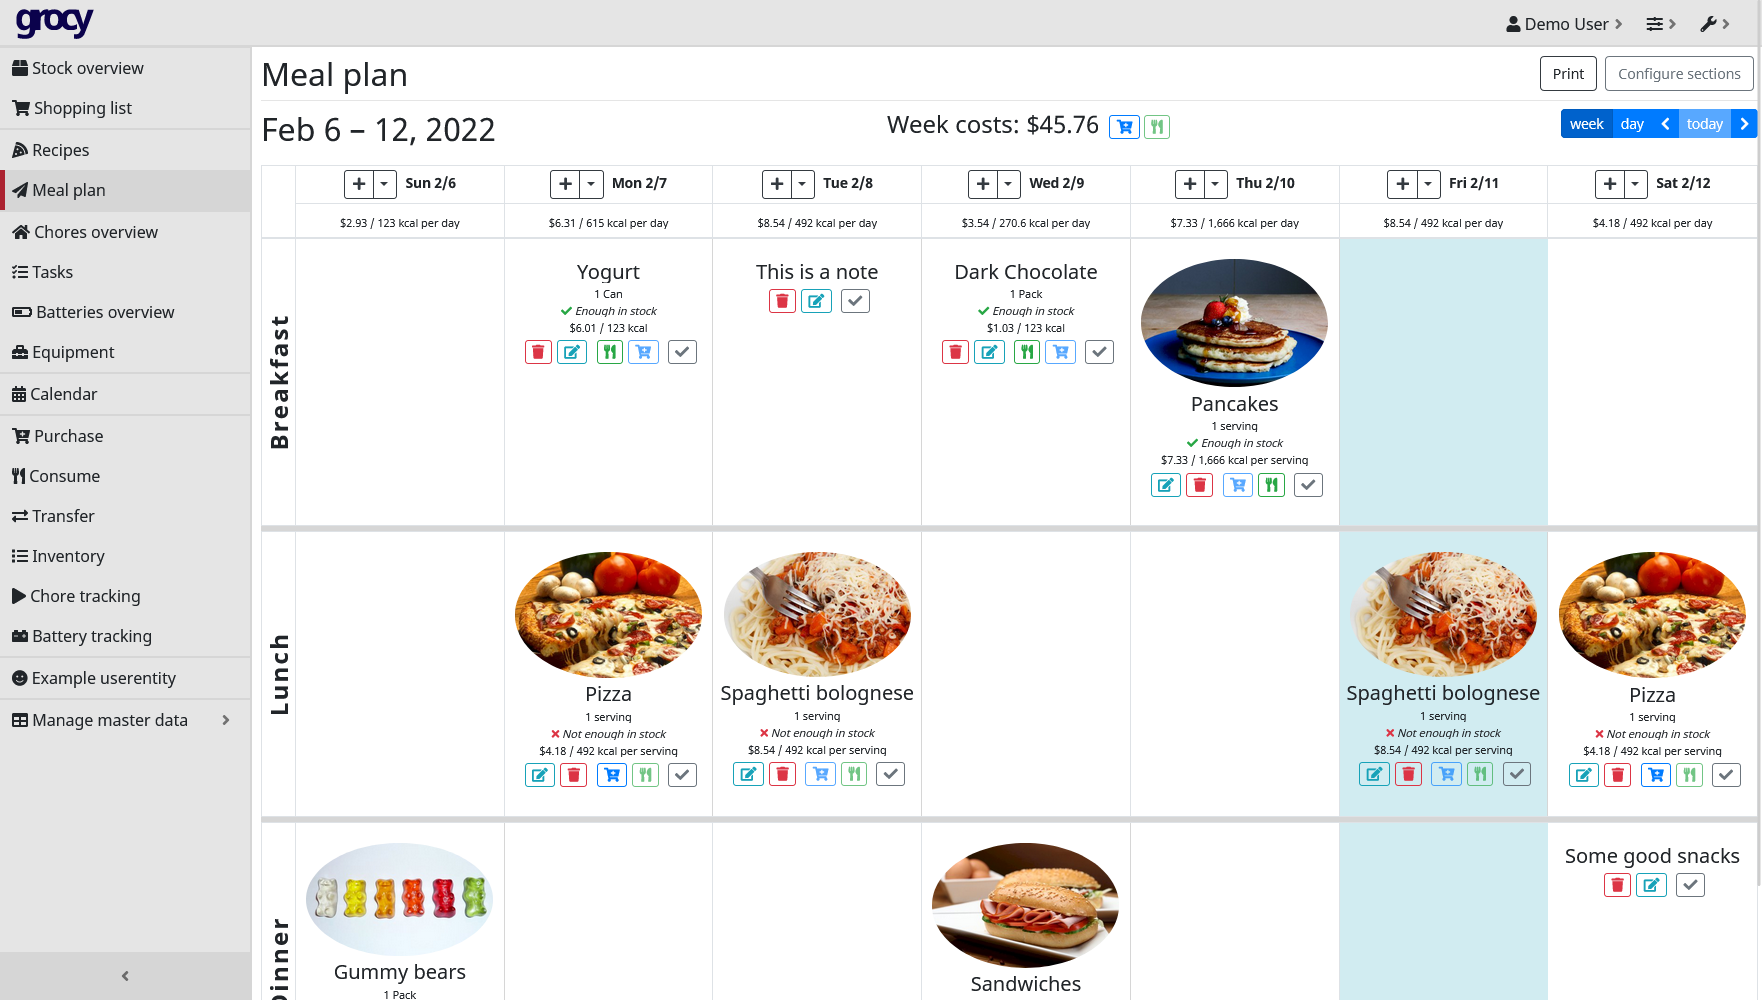 grocy
Demo User
Stock overview
Shopping list
Recipes
Meal plan
Chores overview
Tasks
Batteries overview
Equipment
Calendar
Purchase
Consume
Transfer
Inventory
Chore tracking
Battery tracking
Example userentity
Manage master data
Meal plan
Print
Configure sections
Feb 6 – 12, 2022
Week costs: $45.76
week day today
Sun 2/6
Mon 2/7
Tue 2/8
Wed 2/9
Thu 2/10
Fri 2/11
Sat 2/12
$2.93 / 123 kcal per day
$6.31 / 615 kcal per day
$8.54 / 492 kcal per day
$3.54 / 270.6 kcal per day
$7.33 / 1,666 kcal per day
$8.54 / 492 kcal per day
$4.18 / 492 kcal per day
Breakfast
Yogurt
1 Can
Enough in stock
$6.01 / 123 kcal
This is a note
Dark Chocolate
1 Pack
Enough in stock
$1.03 / 123 kcal
Pancakes
1 serving
Enough in stock
$7.33 / 1,666 kcal per serving
Lunch
Pizza
1 serving
Not enough in stock
$4.18 / 492 kcal per serving
Spaghetti bolognese
1 serving
Not enough in stock
$8.54 / 492 kcal per serving
Spaghetti bolognese
1 serving
Not enough in stock
$8.54 / 492 kcal per serving
Pizza
1 serving
Not enough in stock
$4.18 / 492 kcal per serving
Dinner
Gummy bears
1 Pack
Sandwiches
Some good snacks